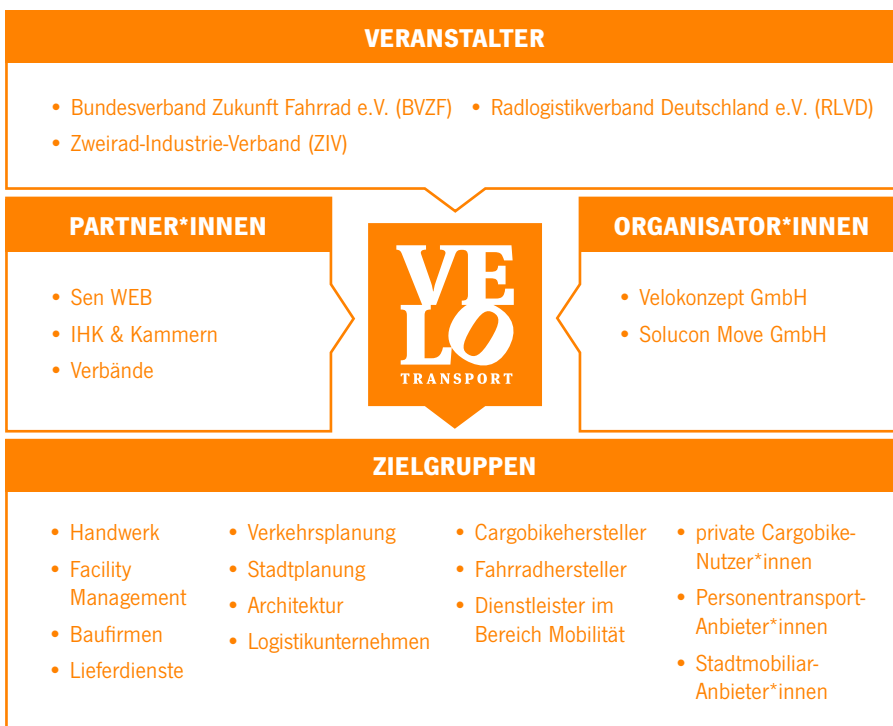 VERANSTALTER
• Bundesverband Zukunft Fahrrad e.V. (BVZF) • Radlogistikverband Deutschland e.V. (RLVD)
• Zweirad-Industrie-Verband (ZIV)
PARTNER*INNEN
• Sen WEB
• IHK & Kammern
• Verbände
VE
LO
TRANSPORT
ORGANISATOR*INNEN
• Velokonzept GmbH
• Solucon Move GmbH
ZIELGRUPPEN
• Handwerk
• Facility
Management
• Baufirmen
• Lieferdienste
• Verkehrsplanung
• Stadtplanung
• Architektur
• Logistikunternehmen
• Cargobikehersteller
• Fahrradhersteller
• Dienstleister im
Bereich Mobilität
• private Cargobike-
Nutzer*innen
• Personentransport-
Anbieter*innen
• Stadtmobiliar-
Anbieter*innen